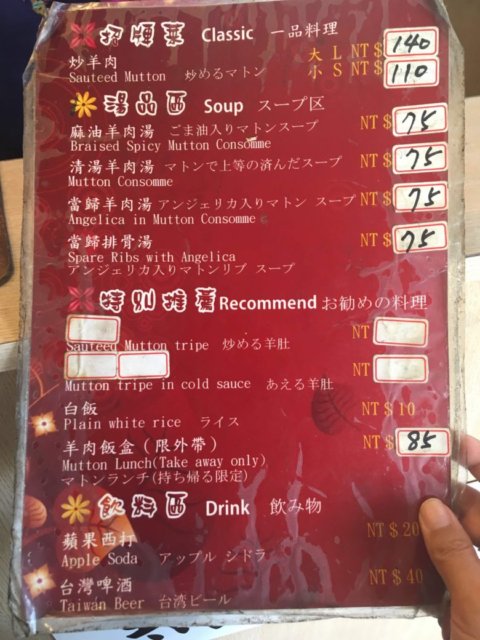 招牌菜 Classic 一品料理
炒羊肉 大 L NT$ 140
Sauteed Mutton 炒めるマトン 小 S NT$ 110
湯品區 Soup スープ区
麻油羊肉湯 ごま油入りマトンスープ NT$ 75
Braised Spicy Mutton Consomme
清湯羊肉湯 マトンで上等の済んだスープ NT$ 75
Mutton Consomme
當歸羊肉湯 アンジェリカ入りマトン スープ NT$ 75
Angelica in Mutton Consomme
當歸排骨湯 NT$ 75
Spare Ribs with Angelica
アンジェリカ入りマトンリブ スープ
特別推薦 Recommend お勧めの料理
Sauteed Mutton tripe 炒める羊肚 NT
Mutton tripe in cold sauce あえる羊肚 NT
白飯 NT$10
Plain white rice ライス
羊肉飯盒(限外帶) NT$ 85
Mutton Lunch(Take away only)
マトンランチ(持ち帰る限定)
飲料區 Drink 飲み物
蘋果西打 NT$20
Apple Soda アップル シドラ
台灣啤酒 NT$40
Taiwan Beer 台湾ビール